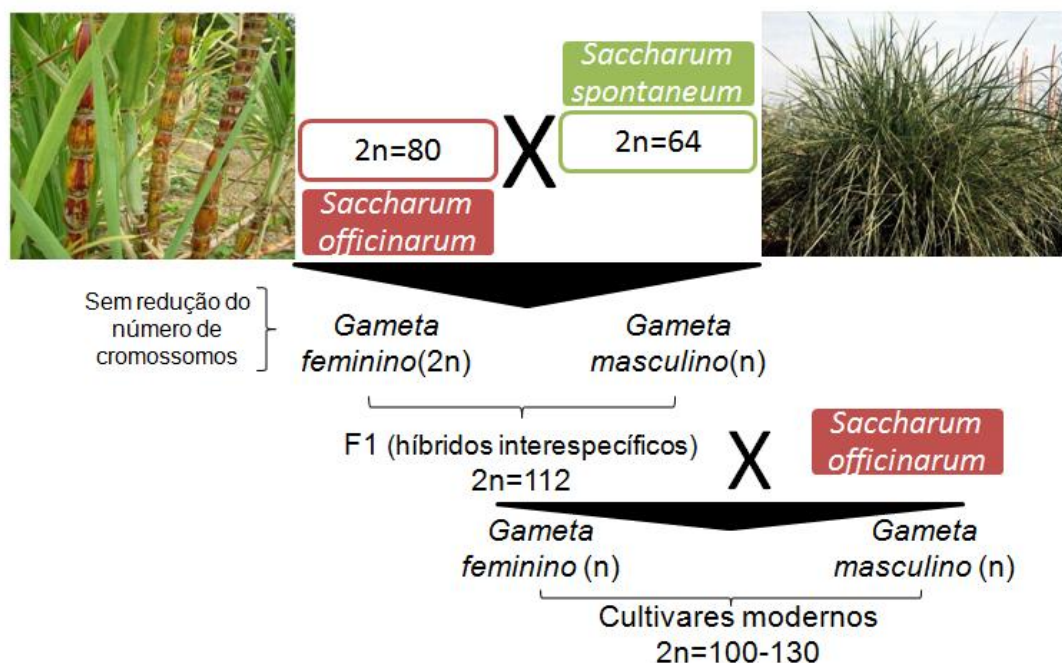 Saccharum
spontaneum
2n=80
X
2n=64
Saccharum
officinarum
Sem redução do
número de
cromossomos
Gameta
feminino(2n)
Gameta
masculino(n)
F1 (híbridos interespecíficos)
2n=112
X
Saccharum
officinarum
Gameta
feminino (n)
Gameta
masculino (n)
Cultivares modernos
2n=100-130